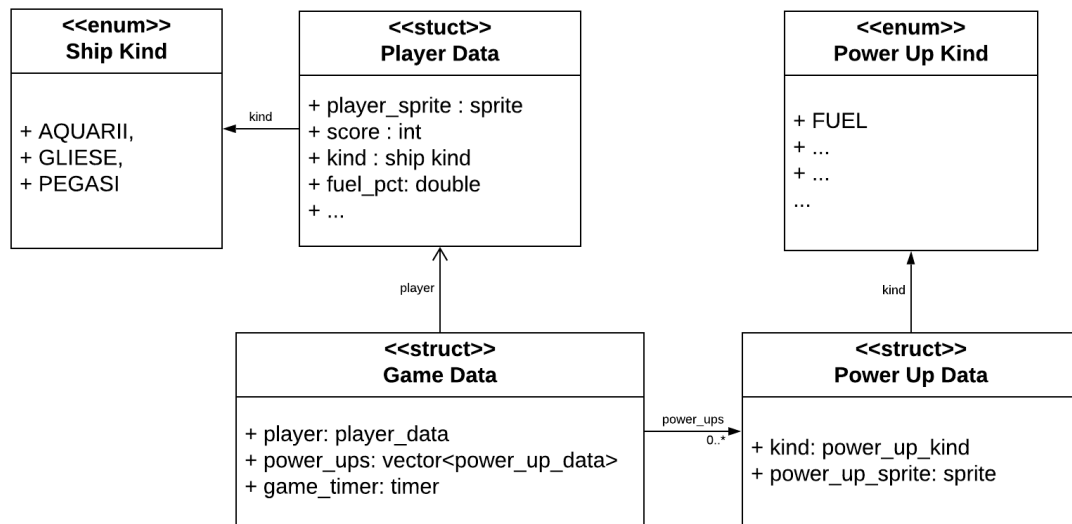 <<enum>>
Ship Kind
+ AQUARII,
+ GLIESE,
+ PEGASI
kind
<<stuct>>
Player Data
+ player_sprite : sprite
+ score : int
+ kind : ship kind
+ fuel_pct: double
+ ...
<<enum>>
Power Up Kind
+ FUEL
+ ...
+ ...
...
player
kind
<<struct>>
Game Data
+ player: player_data
+ power_ups: vector<power_up_data>
+ game_timer: timer
power_ups
0..*
<<struct>>
Power Up Data
+ kind: power_up_kind
+ power_up_sprite: sprite